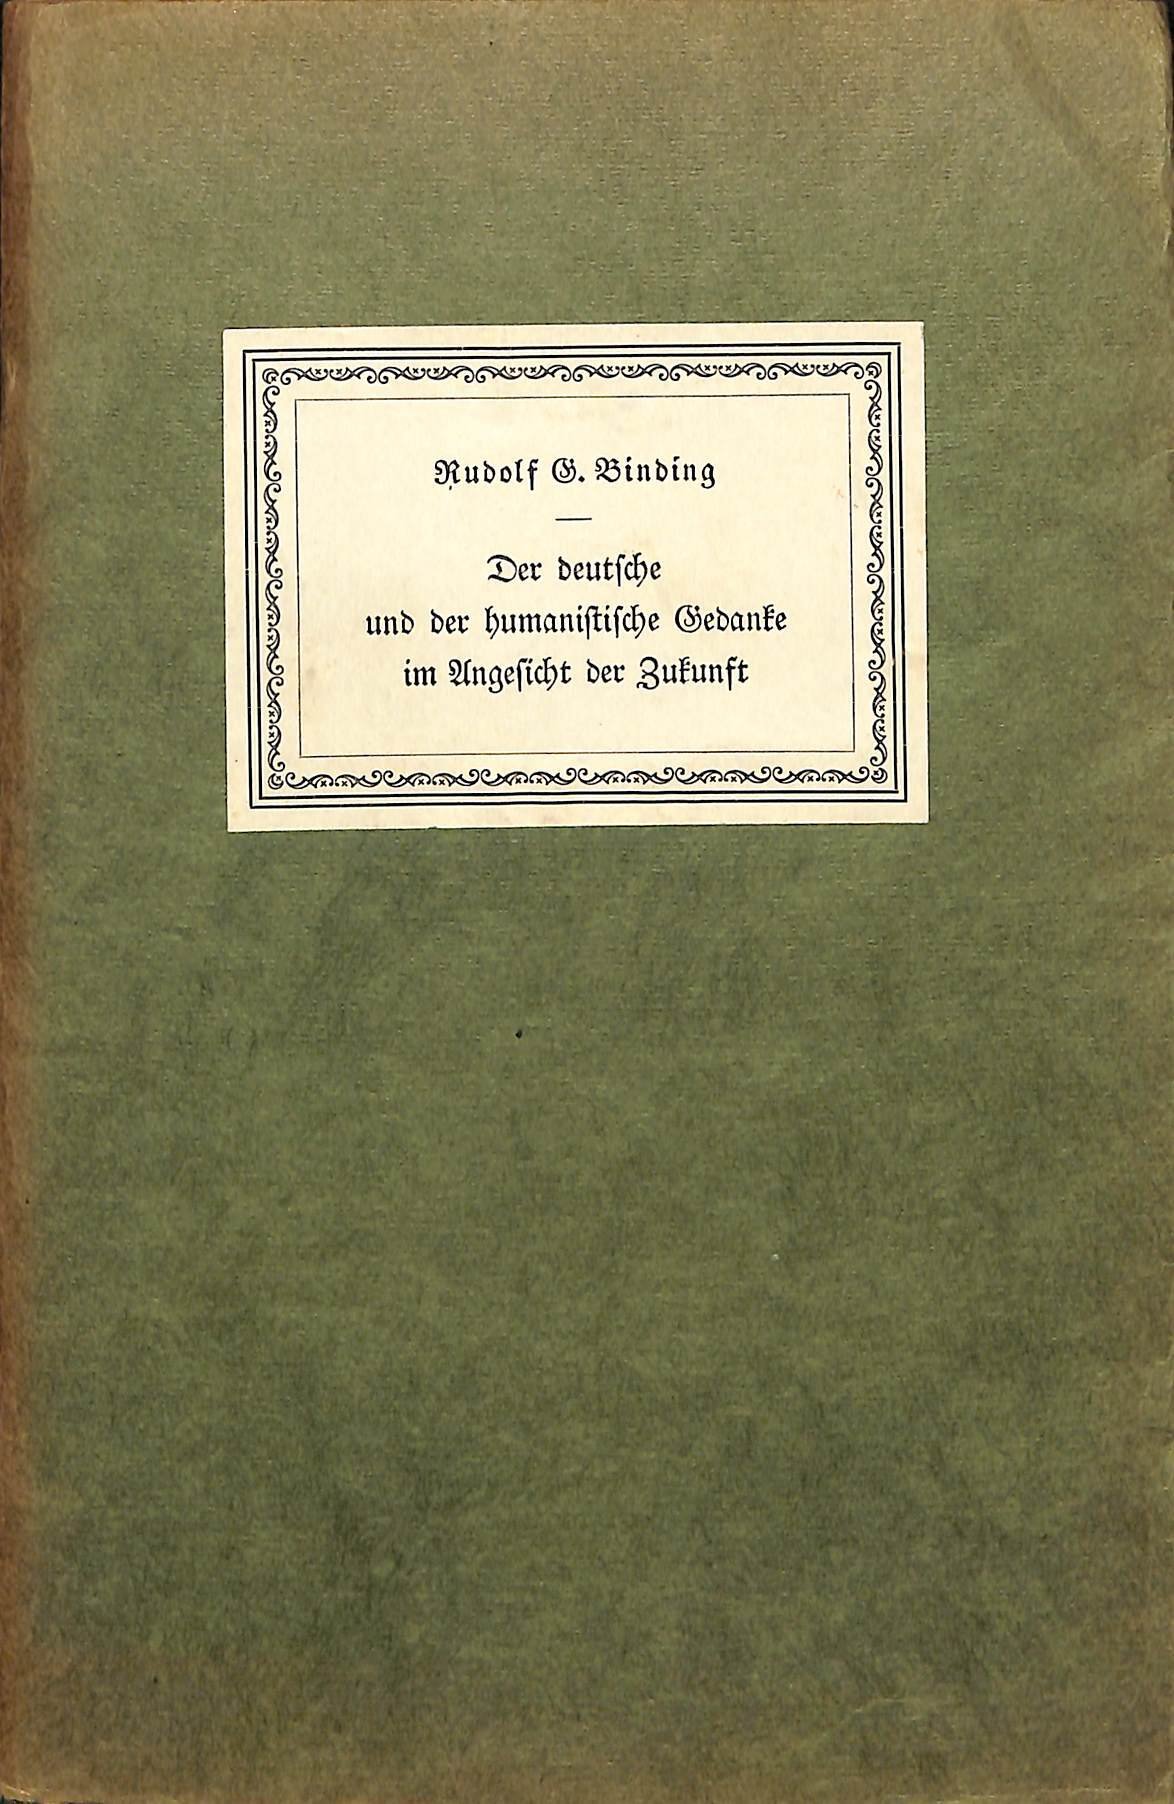 Rudolf G. Binding
Der deutſche
und der humaniſtiſche Gedanke
im Angeſicht der Zukunft